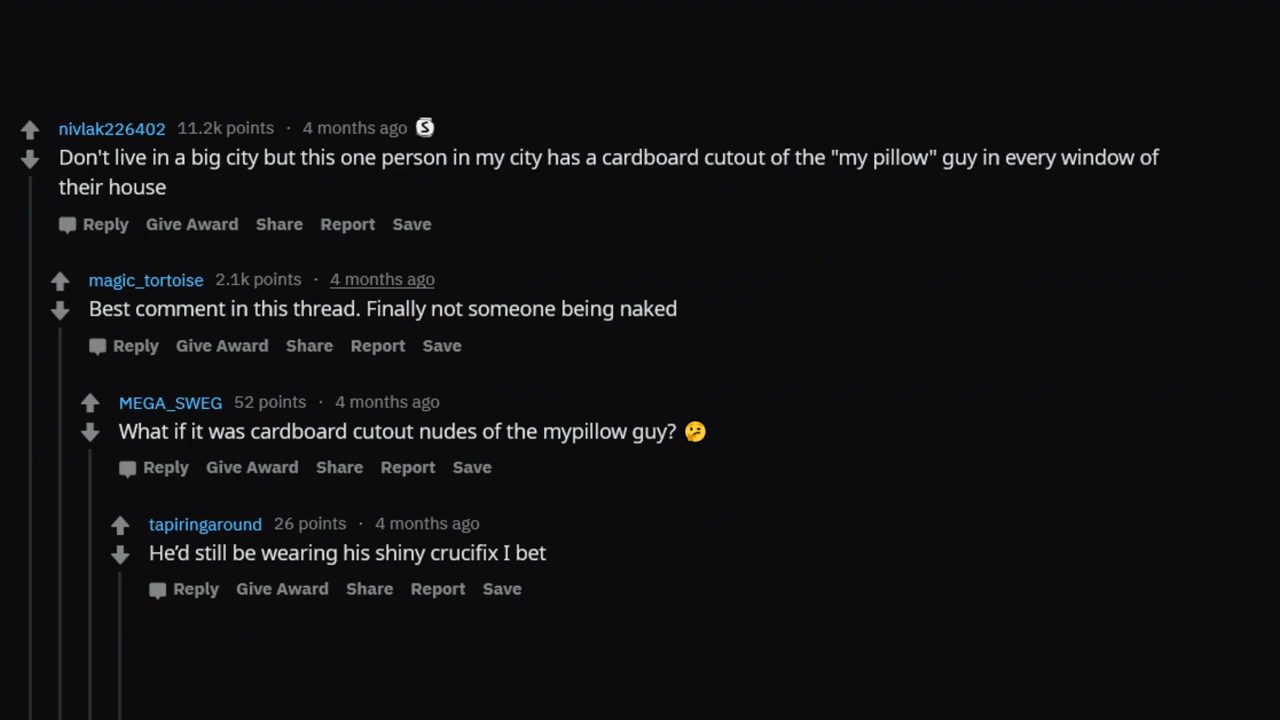 nivlak226402 11.2k points · 4 months ago S
Don't live in a big city but this one person in my city has a cardboard cutout of the "my pillow" guy in every window of
their house
Reply Give Award Share Report Save
magic_tortoise 2.1k points · 4 months ago
Best comment in this thread. Finally not someone being naked
Reply Give Award Share Report Save
MEGA_SWEG 52 points · 4 months ago
What if it was cardboard cutout nudes of the mypillow guy? 🤔
Reply Give Award Share Report Save
tapiringaround 26 points · 4 months ago
He’d still be wearing his shiny crucifix I bet
Reply Give Award Share Report Save